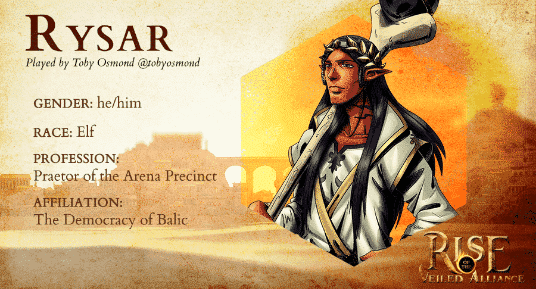 RYSAR
Played by Toby Osmond @tobyosmond
GENDER: he/him
RACE: Elf
PROFESSION:
Praetor of the Arena Precinct
AFFILIATION:
The Democracy of Balic
RISE
OF THE
VEILED ALLIANCE